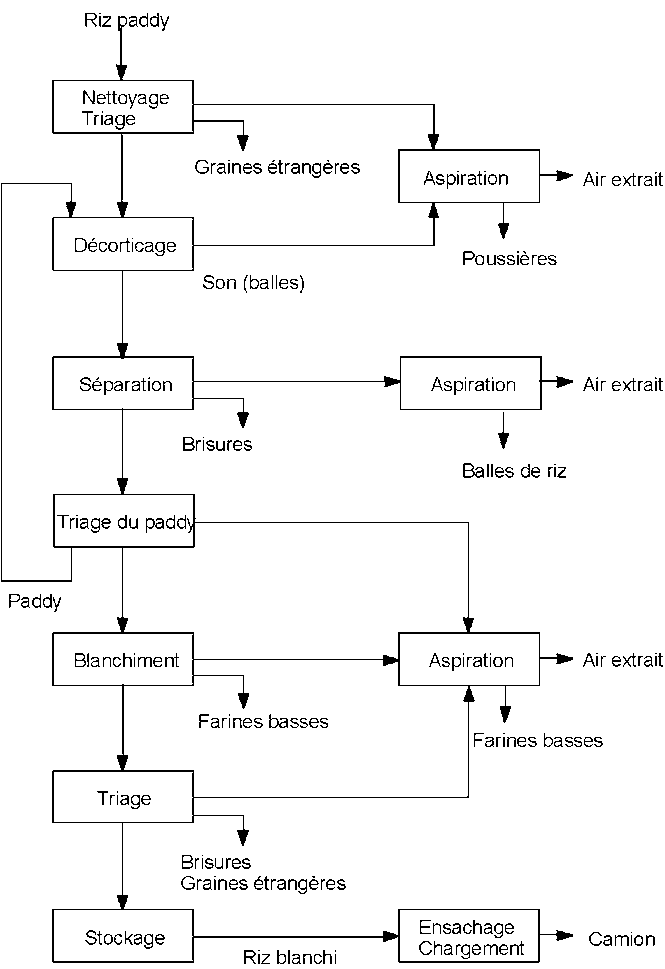 Riz paddy
Nettoyage
Triage
Graines étrangères
Aspiration
Air extrait
Poussières
Décorticage
Son (balles)
Séparation
Aspiration
Air extrait
Brisures
Balles de riz
Triage du paddy
Paddy
Blanchiment
Aspiration
Air extrait
Farines basses
Farines basses
Triage
Brisures
Graines étrangères
Stockage
Riz blanchi
Ensachage
Chargement
Camion